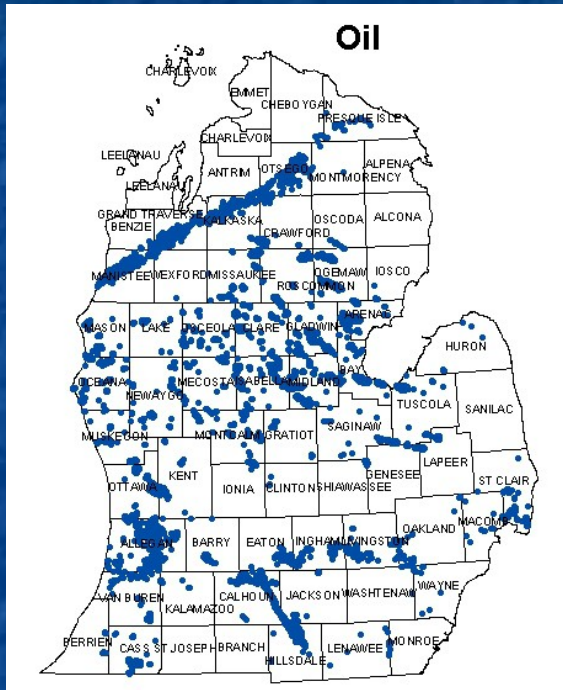 Oil
CHARLEVOIX
EMMET
CHEBOYGAN
PRESQUE ISLE
CHARLEVOIX
LEELANAU
ANTRIM
OTSEGO
MONTMORENCY
ALPENA
LEELANAU
GRAND TRAVERSE
BENZIE
KALKASKA
CRAWFORD
OSCODA
ALCONA
MANISTEE
WEXFORD
MISSAUKEE
ROSCOMMON
OGEMAW
IOSCO
MASON
LAKE
OSCEOLA
CLARE
GLADWIN
ARENAC
HURON
OCEANA
NEWAYGO
MECOSTA
ISABELLA
MIDLAND
BAY
TUSCOLA
SANILAC
MUSKEGON
MONTCALM
GRATIOT
SAGINAW
GENESEE
LAPEER
ST CLAIR
OTTAWA
KENT
IONIA
CLINTON
SHIAWASSEE
OAKLAND
MACOMB
ALLEGAN
BARRY
EATON
INGHAM
LIVINGSTON
VAN BUREN
KALAMAZOO
CALHOUN
JACKSON
WASHTENAW
WAYNE
BERRIEN
CASS
ST JOSEPH
BRANCH
HILLSDALE
LENAWEE
MONROE